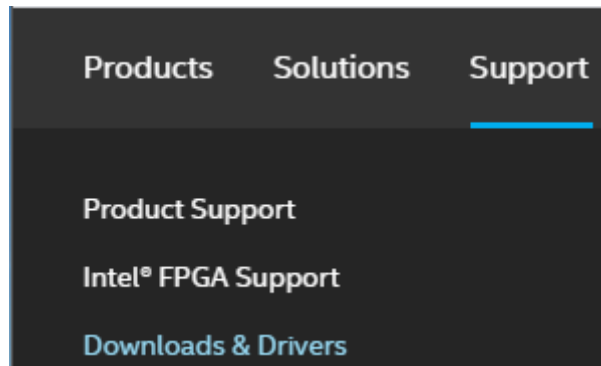 Products Solutions Support
Product Support
Intel® FPGA Support
Downloads & Drivers